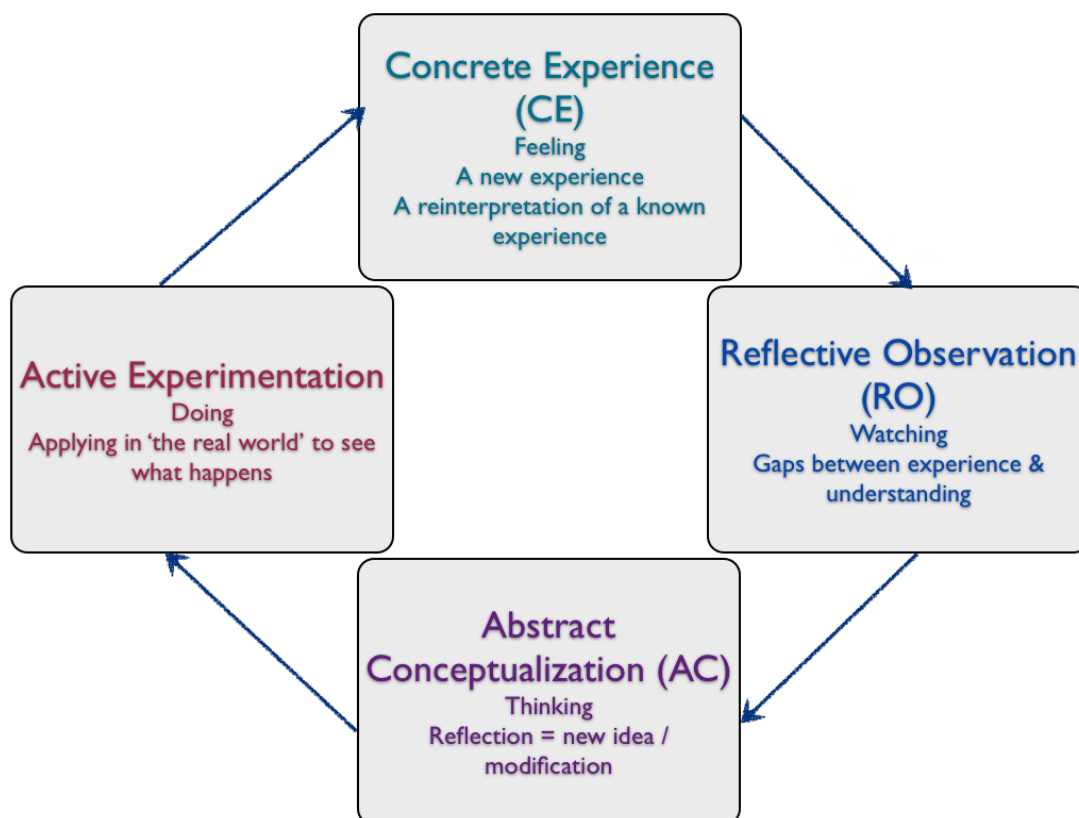 Concrete Experience
(CE)
Feeling
A new experience
A reinterpretation of a known
experience
Reflective Observation
(RO)
Watching
Gaps between experience &
understanding
Abstract
Conceptualization (AC)
Thinking
Reflection = new idea /
modification
Active Experimentation
Doing
Applying in ‘the real world’ to see
what happens